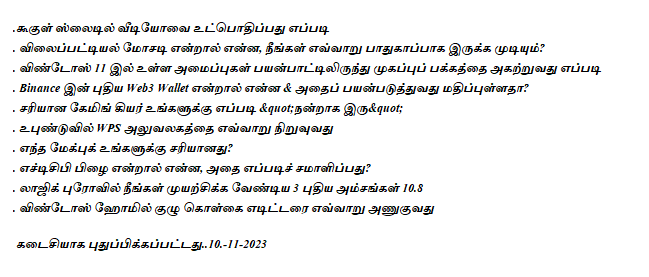 .கூகுள் ஸ்லைடில் வீடியோவை உட்பொதிப்பது எப்படி
. விலைப்பட்டியல் மோசடி என்றால் என்ன, நீங்கள் எவ்வாறு பாதுகாப்பாக இருக்க முடியும்?
. விண்டோஸ் 11 இல் உள்ள அமைப்புகள் பயன்பாட்டிலிருந்து முகப்புப் பக்கத்தை அகற்றுவது எப்படி
. Binance இன் புதிய Web3 Wallet என்றால் என்ன & அதைப் பயன்படுத்துவது மதிப்புள்ளதா?
. சரியான கேமிங் கியர் உங்களுக்கு எப்படி &quot;நன்றாக இரு&quot;
. உபுண்டுவில் WPS அலுவலகத்தை எவ்வாறு நிறுவுவது
. எந்த மேக்புக் உங்களுக்கு சரியானது?
. எச்டிசிபி பிழை என்றால் என்ன, அதை எப்படிச் சமாளிப்பது?
. லாஜிக் புரோவில் நீங்கள் முயற்சிக்க வேண்டிய 3 புதிய அம்சங்கள் 10.8
. விண்டோஸ் ஹோமில் குழு கொள்கை எடிட்டரை எவ்வாறு அணுகுவது
கடைசியாக புதுப்பிக்கப்பட்டது..10.-11-2023